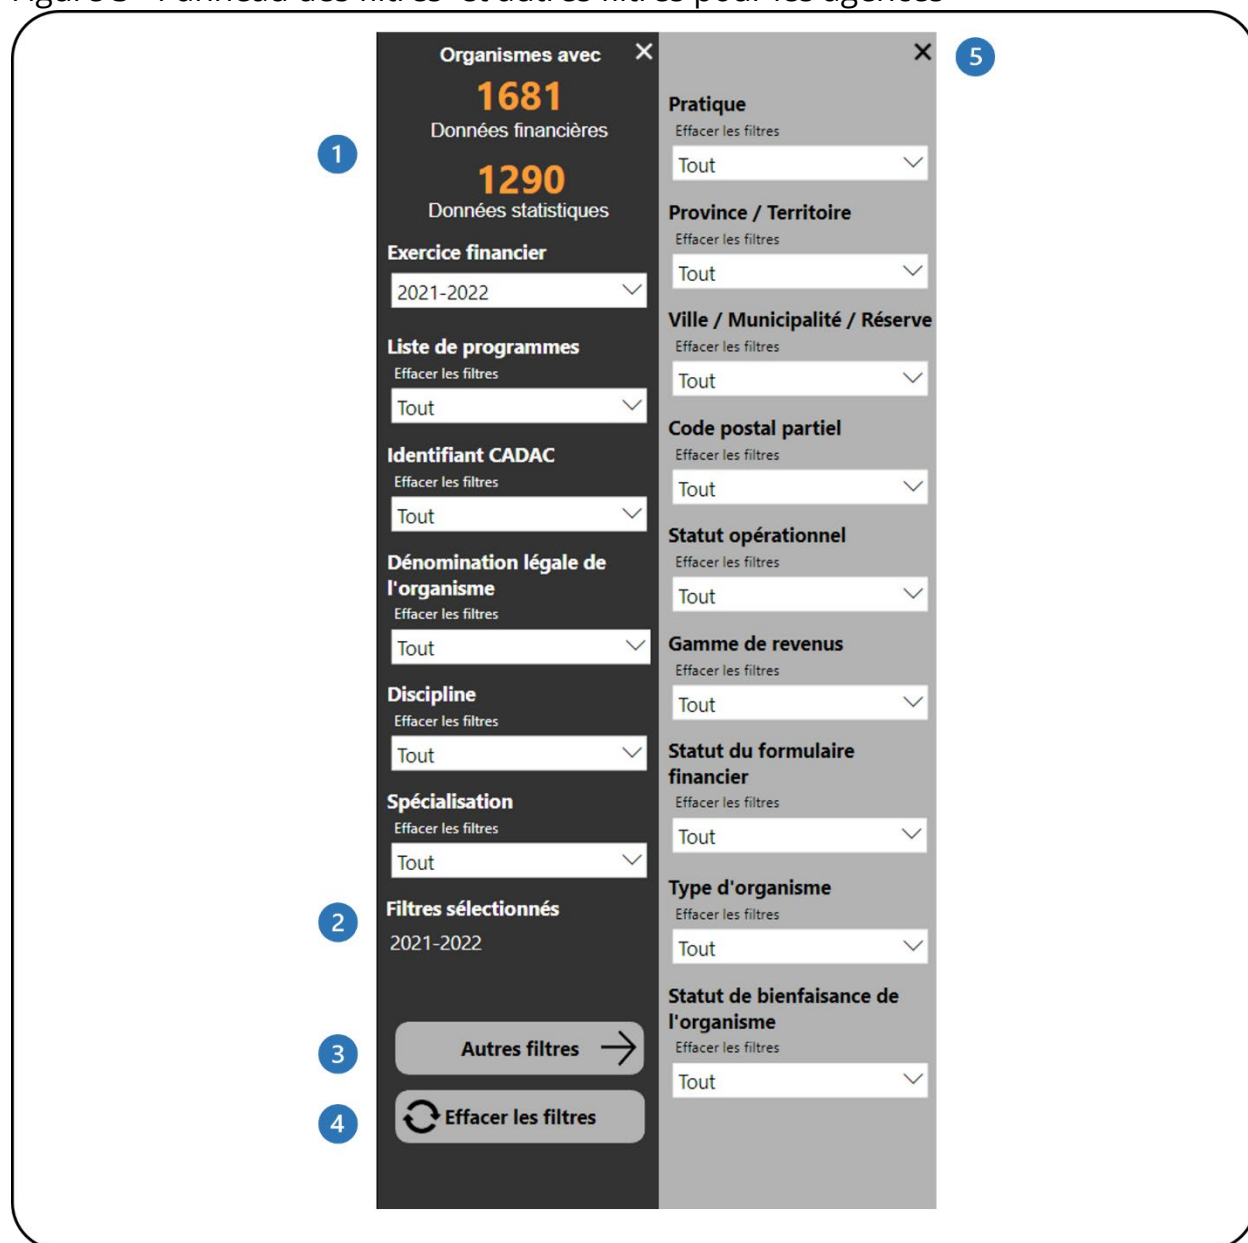 Figure 3 - Panneau des filtres et autres filtres pour les agences
Organismes avec
1681
Données financières
1
1290
Données statistiques
Exercice financier
2021-2022
Liste de programmes
Effacer les filtres
Tout
Identifiant CADAC
Effacer les filtres
Tout
Dénomination légale de
l'organisme
Effacer les filtres
Tout
Discipline
Effacer les filtres
Tout
Spécialisation
Effacer les filtres
Tout
2
Filtres sélectionnés
2021-2022
3
Autres filtres
4
Effacer les filtres
5
Pratique
Effacer les filtres
Tout
Province / Territoire
Effacer les filtres
Tout
Ville / Municipalité / Réserve
Effacer les filtres
Tout
Code postal partiel
Effacer les filtres
Tout
Statut opérationnel
Effacer les filtres
Tout
Gamme de revenus
Effacer les filtres
Tout
Statut du formulaire
financier
Effacer les filtres
Tout
Type d'organisme
Effacer les filtres
Tout
Statut de bienfaisance de
l'organisme
Effacer les filtres
Tout